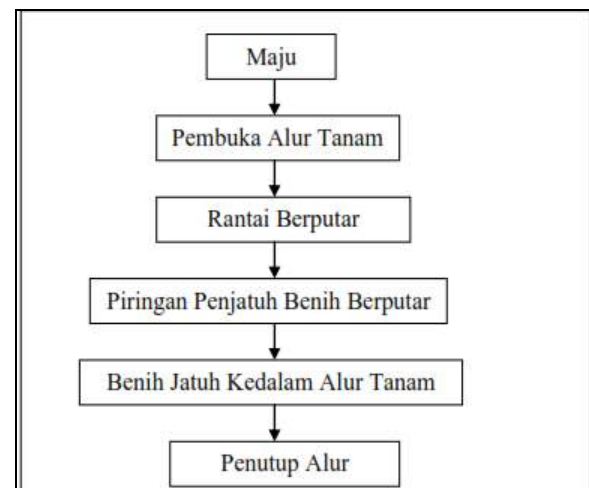 Maju
Pembuka Alur Tanam
Rantai Berputar
Piringan Penjatuh Benih Berputar
Benih Jatuh Kedalam Alur Tanam
Penutup Alur